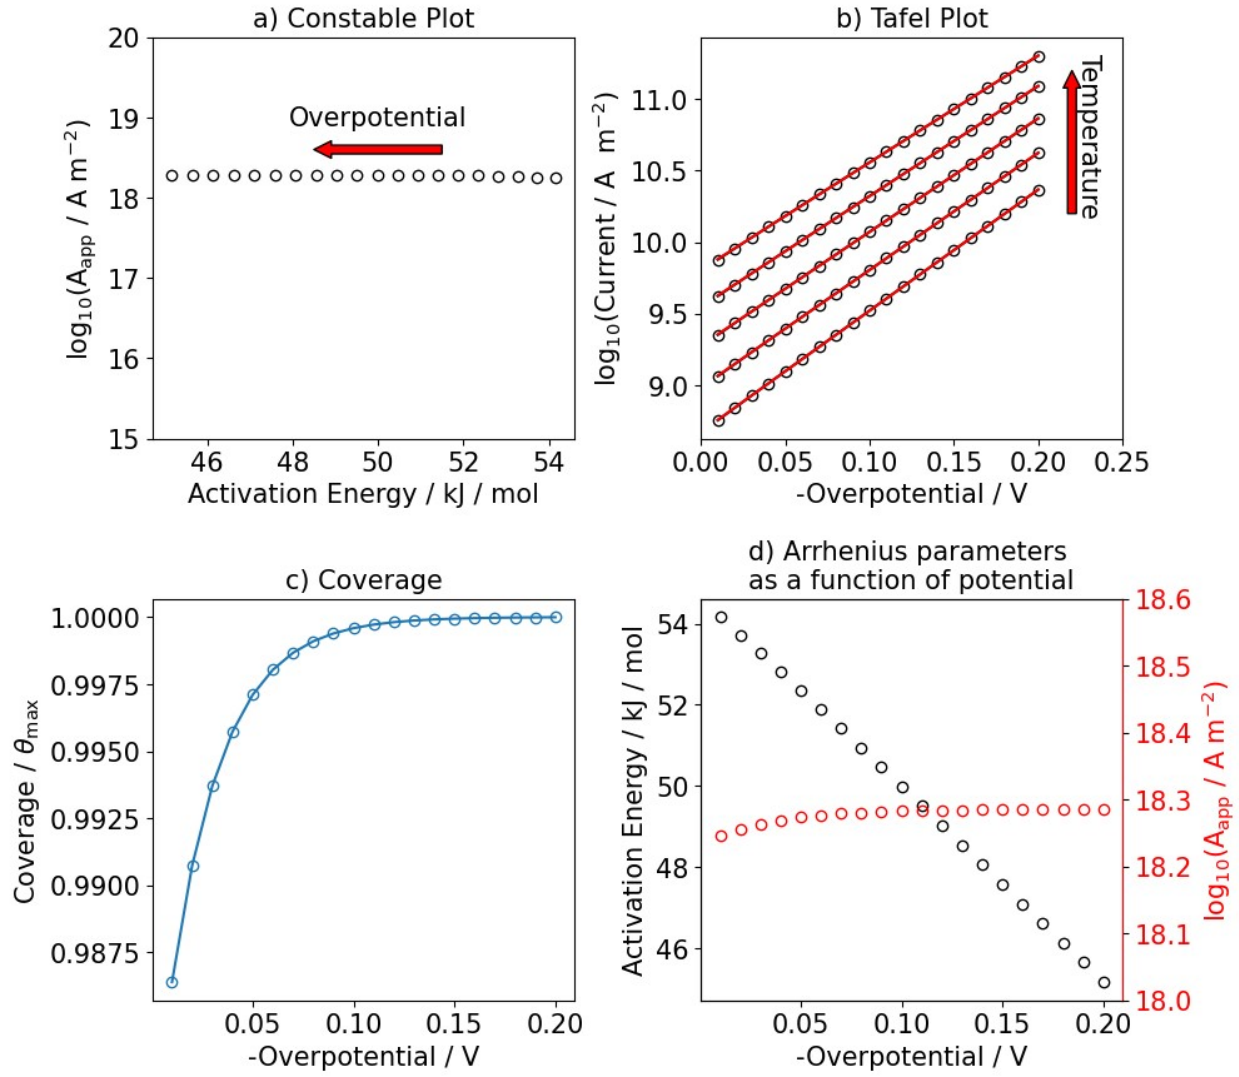 a) Constable Plot
20
19
18
17
16
15
log₁₀(Aₐₚₚ / A m⁻²)
Overpotential
46 48 50 52 54
Activation Energy / kJ / mol
b) Tafel Plot
11.0
10.5
10.0
9.5
9.0
log₁₀(Current / A m⁻²)
Temperature
0.00 0.05 0.10 0.15 0.20 0.25
-Overpotential / V
c) Coverage
1.0000
0.9975
0.9950
0.9925
0.9900
0.9875
Coverage / θmax
0.05 0.10 0.15 0.20
-Overpotential / V
d) Arrhenius parameters
as a function of potential
54
52
50
48
46
Activation Energy / kJ / mol
18.6
18.5
18.4
18.3
18.2
18.1
18.0
log₁₀(Aₐₚₚ / A m⁻²)
0.05 0.10 0.15 0.20
-Overpotential / V